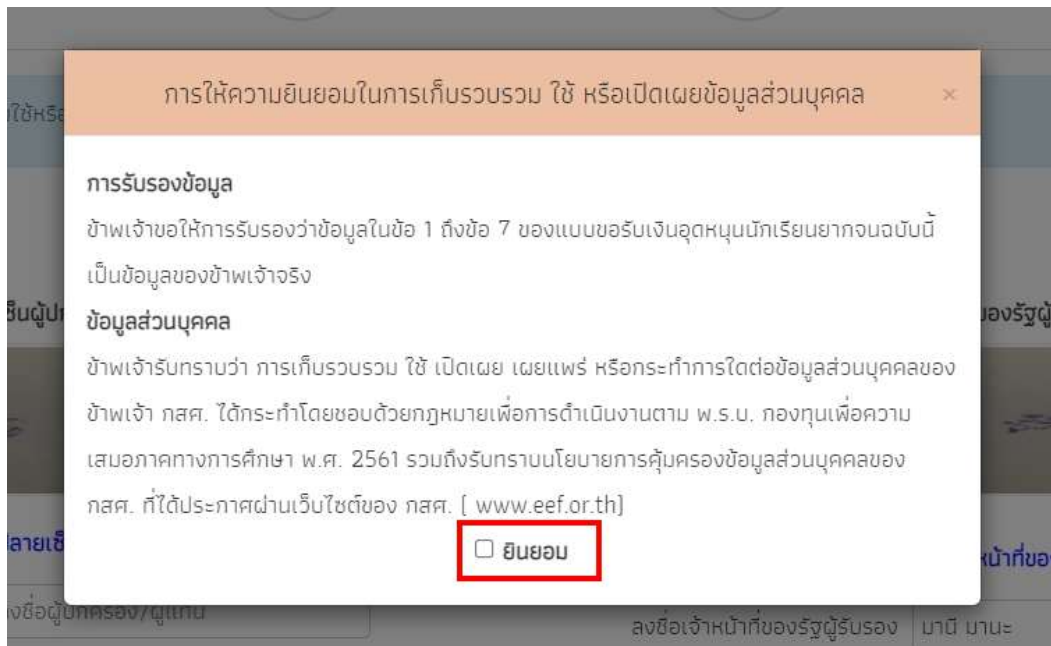 การให้ความยินยอมในการเก็บรวบรวม ใช้ หรือเปิดเผยข้อมูลส่วนบุคคล ×
การรับรองข้อมูล
ข้าพเจ้าขอให้การรับรองว่าข้อมูลในข้อ 1 ถึงข้อ 7 ของแบบขอรับเงินอุดหนุนนักเรียนยากจนฉบับนี้
เป็นข้อมูลของข้าพเจ้าจริง
ข้อมูลส่วนบุคคล
ข้าพเจ้ารับทราบว่า การเก็บรวบรวม ใช้ เปิดเผย เผยแพร่ หรือกระทำการใดต่อข้อมูลส่วนบุคคลของ
ข้าพเจ้า กสศ. ได้กระทำโดยชอบด้วยกฎหมายเพื่อการดำเนินงานตาม พ.ร.บ. กองทุนเพื่อความ
เสมอภาคทางการศึกษา พ.ศ. 2561 รวมถึงรับทราบนโยบายการคุ้มครองข้อมูลส่วนบุคคลของ
กสศ. ที่ได้ประกาศผ่านเว็บไซต์ของ กสศ. ( www.eef.or.th)
ยินยอม
ลงชื่อเจ้าหน้าที่ของรัฐผู้รับรอง มานี มานะ